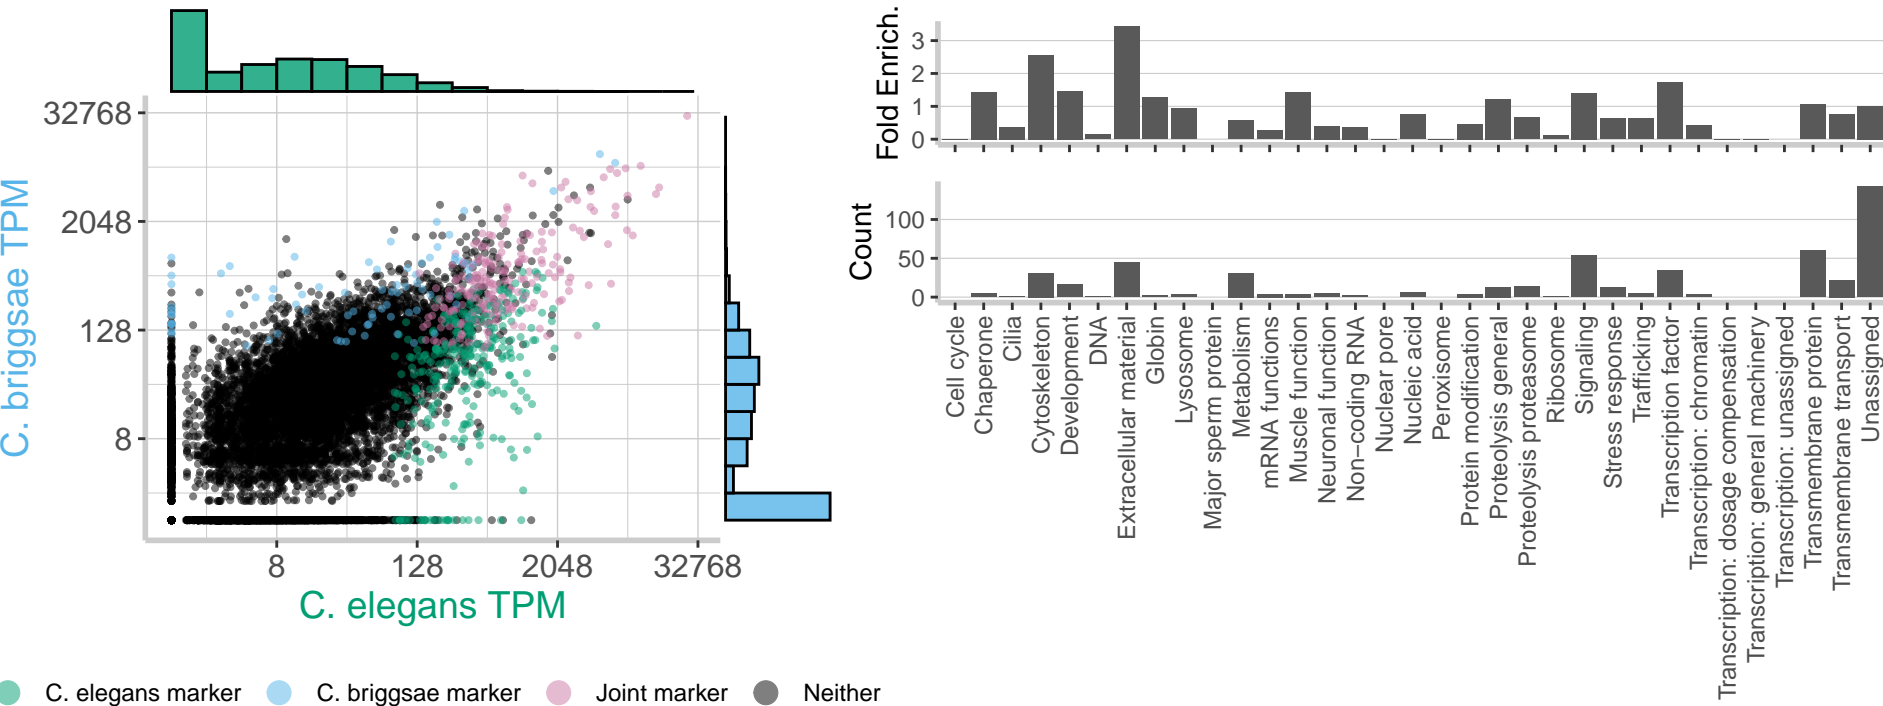 C. briggsae TPM
32768
2048
128
8
8
128
2048
32768
C. elegans TPM
C. elegans marker
C. briggsae marker
Joint marker
Neither
Fold Enrich.
3
2
1
0
Count
100
50
0
Cell cycle
Chaperone
Cilia
Cytoskeleton
Development
DNA
Extracellular material
Globin
Lysosome
Major sperm protein
Metabolism
mRNA functions
Muscle function
Neuronal function
Non−coding RNA
Nuclear pore
Nucleic acid
Peroxisome
Protein modification
Proteolysis general
Proteolysis proteasome
Ribosome
Signaling
Stress response
Trafficking
Transcription factor
Transcription: chromatin
Transcription: dosage compensation
Transcription: general machinery
Transcription: unassigned
Transmembrane protein
Transmembrane transport
Unassigned